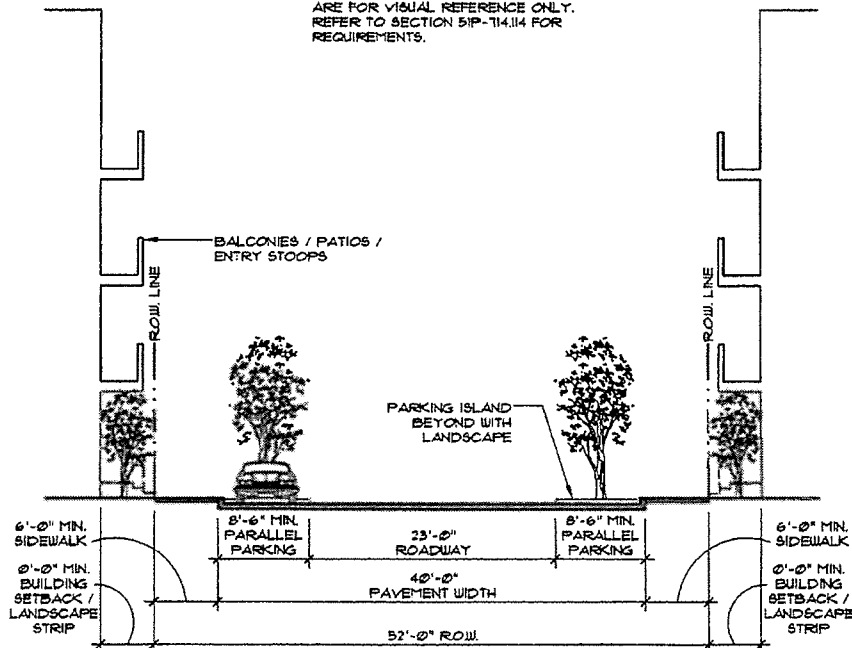 ARE FOR VISUAL REFERENCE ONLY.
REFER TO SECTION 51P-714.114 FOR
REQUIREMENTS.
BALCONIES / PATIOS /
ENTRY STOOPS
R.O.W. LINE
R.O.W. LINE
PARKING ISLAND
BEYOND WITH
LANDSCAPE
6'-0" MIN.
SIDEWALK
8'-6" MIN.
PARALLEL
PARKING
23'-0"
ROADWAY
8'-6" MIN.
PARALLEL
PARKING
6'-0" MIN.
SIDEWALK
0'-0" MIN.
BUILDING
SETBACK /
LANDSCAPE
STRIP
40'-0"
PAVEMENT WIDTH
0'-0" MIN.
BUILDING
SETBACK /
LANDSCAPE
STRIP
52'-0" R.O.W.